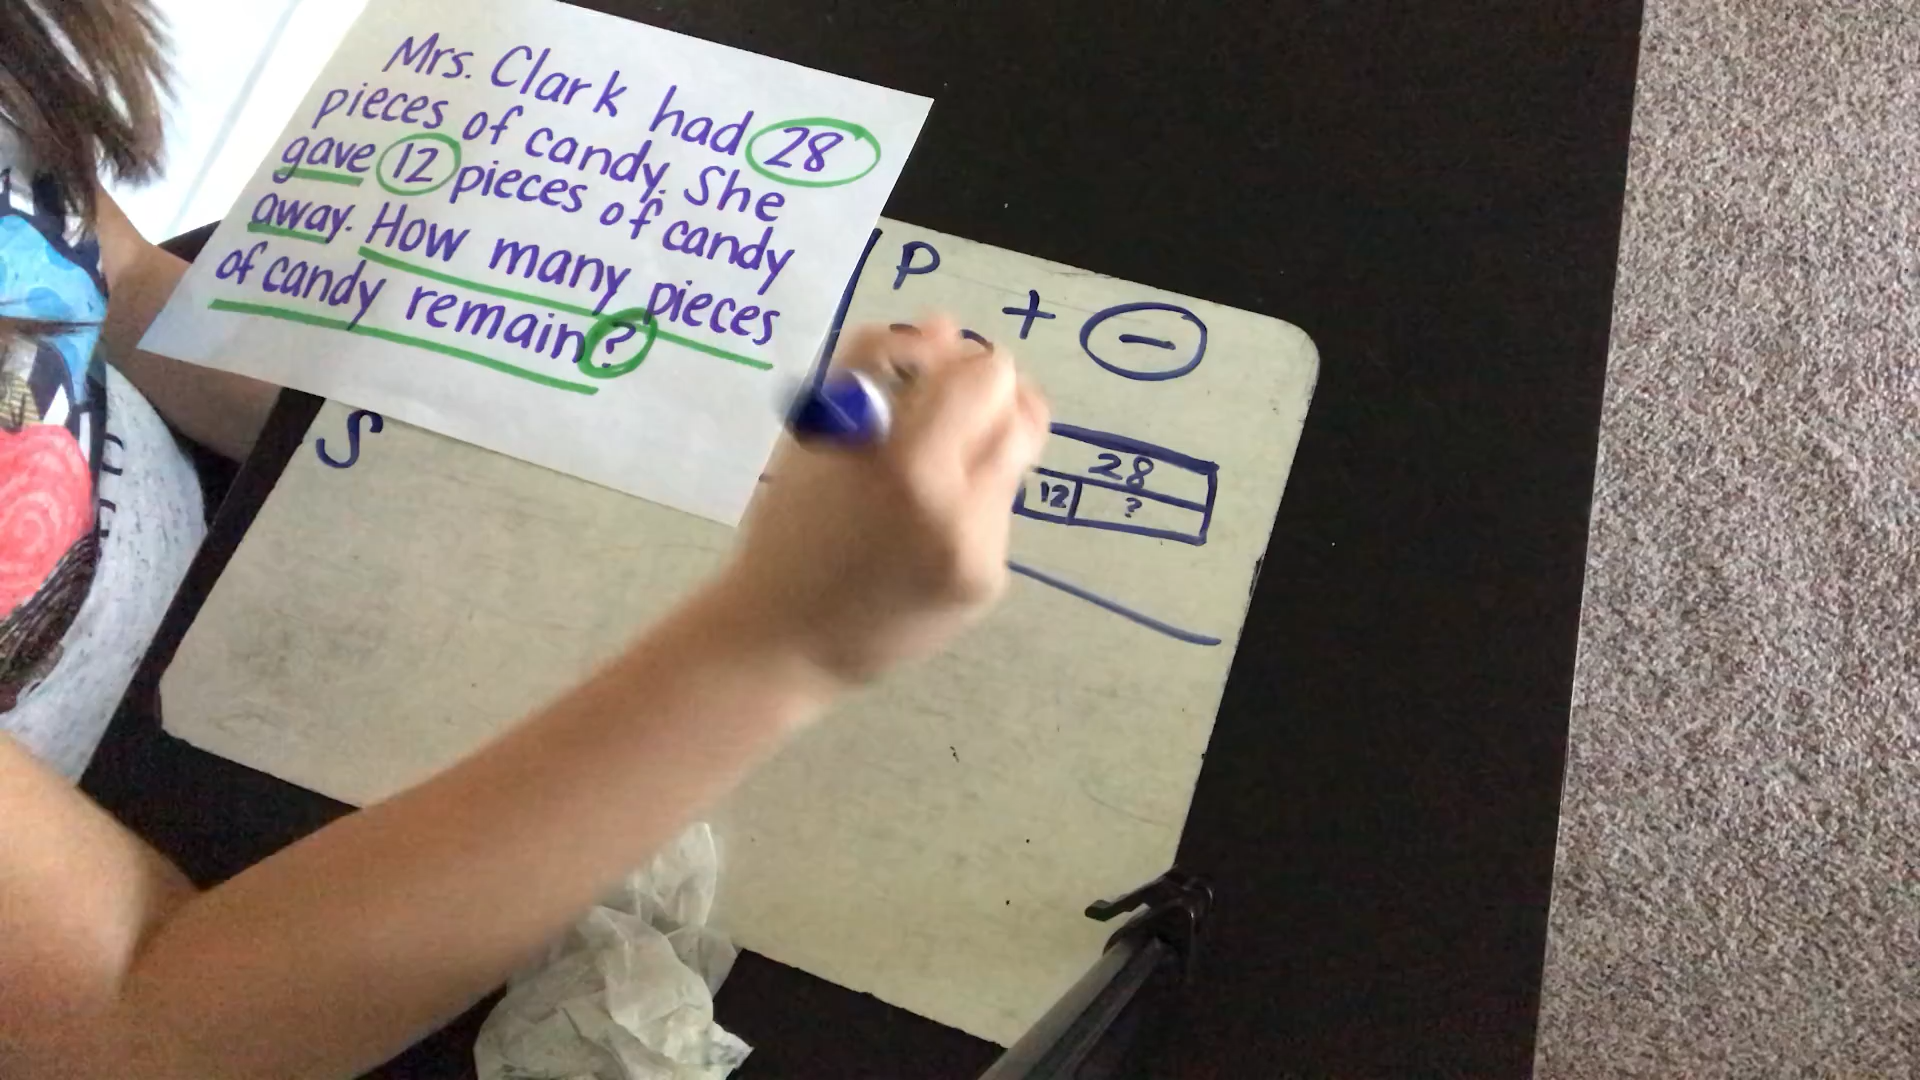 Mrs. Clark had 28
pieces of candy. She
gave 12 pieces of candy
away. How many pieces
of candy remain?
P
+ -
S
28
12 ?